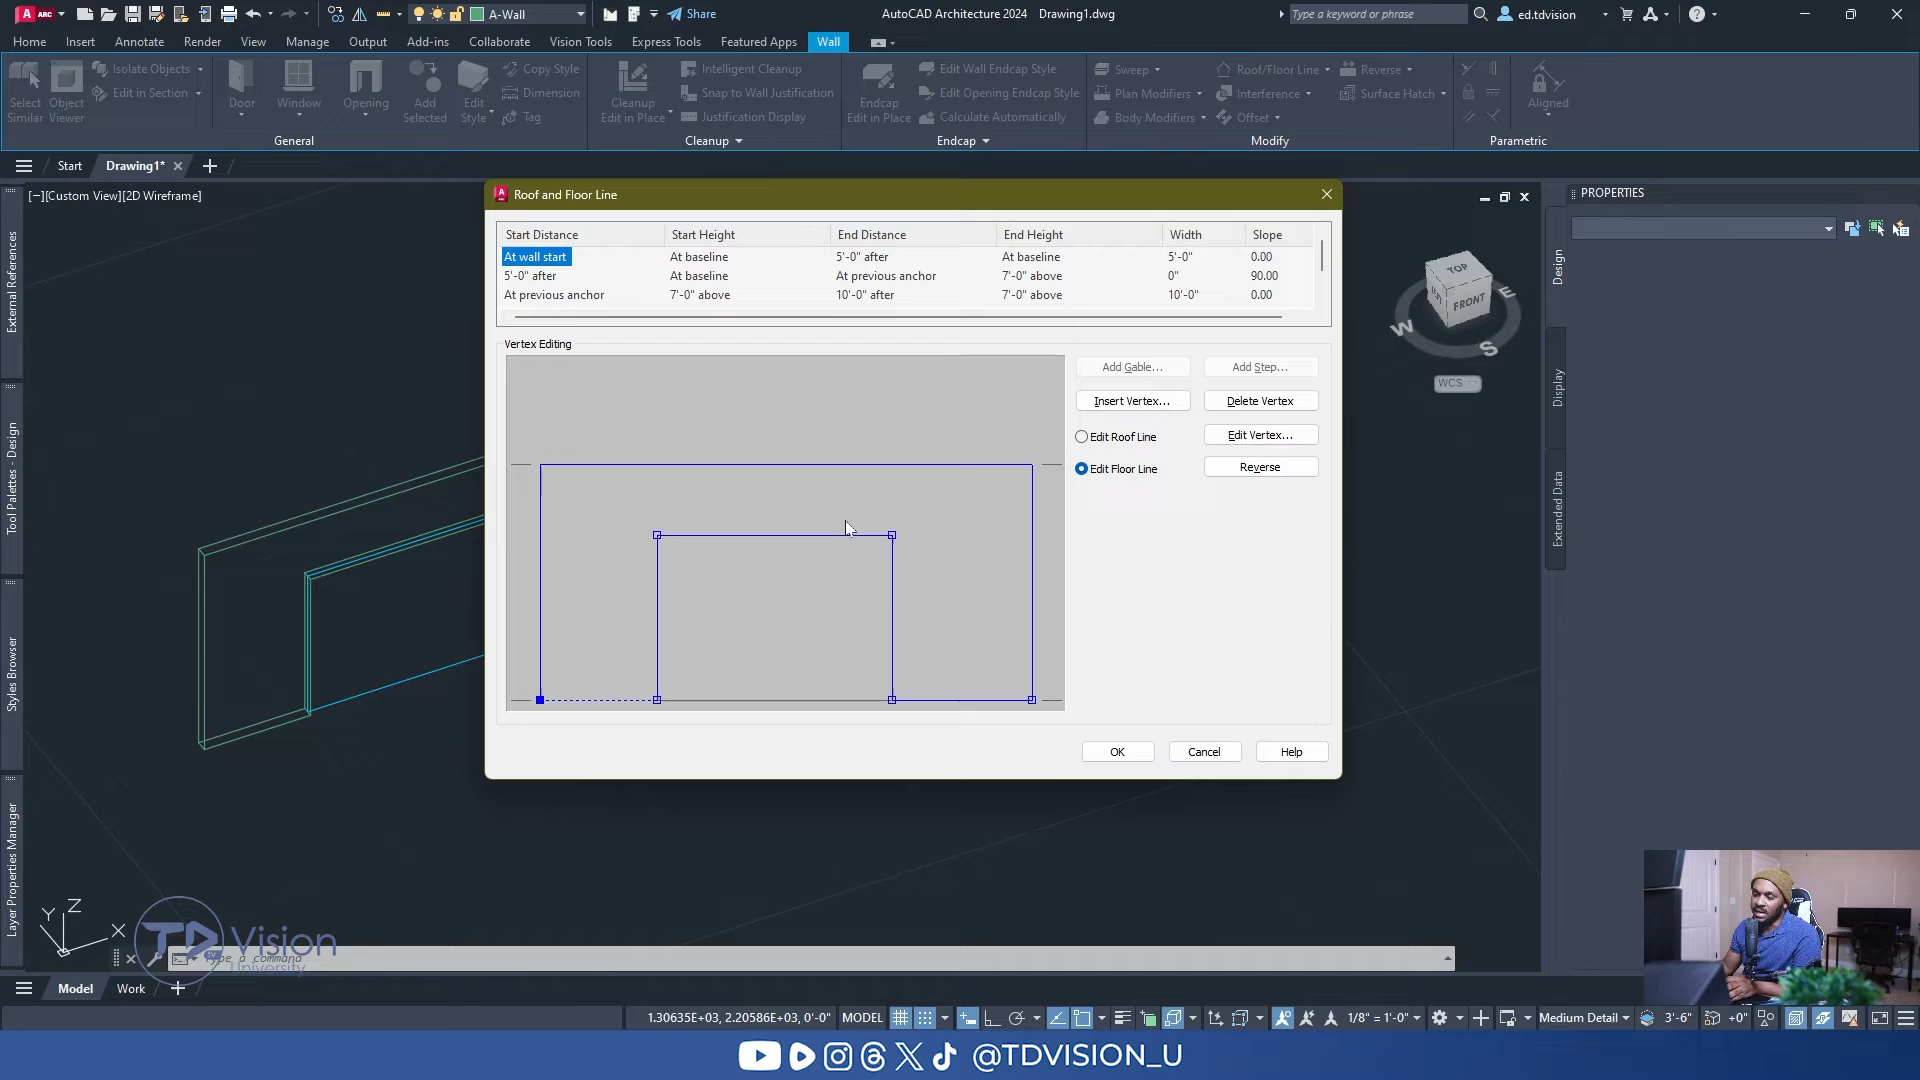 ARC
A-Wall
Share
AutoCAD Architecture 2024 Drawing1.dwg
Type a keyword or phrase
ed.tdvision
Home Insert Annotate Render View Manage Output Add-ins Collaborate Vision Tools Express Tools Featured Apps Wall
Select Similar
Object Viewer
Isolate Objects
Edit in Section
Door
Window
Opening
Add Selected
Edit Style
Copy Style
Dimension
Tag
General
Cleanup Edit in Place
Intelligent Cleanup
Snap to Wall Justification
Justification Display
Cleanup
Endcap Edit in Place
Edit Wall Endcap Style
Edit Opening Endcap Style
Calculate Automatically
Endcap
Sweep
Plan Modifiers
Body Modifiers
Roof/Floor Line
Interference
Offset
Reverse
Surface Hatch
Modify
Aligned
Parametric
Start Drawing1*
[−][Custom View][2D Wireframe]
External References
Tool Palettes - Design
Styles Browser
Layer Properties Manager
Roof and Floor Line
Start Distance Start Height End Distance End Height Width Slope
At wall start At baseline 5'-0" after At baseline 5'-0" 0.00
5'-0" after At baseline At previous anchor 7'-0" above 0" 90.00
At previous anchor 7'-0" above 10'-0" after 7'-0" above 10'-0" 0.00
Vertex Editing
Add Gable... Add Step...
Insert Vertex... Delete Vertex
Edit Roof Line Edit Vertex...
Edit Floor Line Reverse
OK Cancel Help
TOP
FRONT
W
S
E
WCS
PROPERTIES
Design
Display
Extended Data
Y Z X
TD Vision
University
Type a command
Model Work
1.30635E+03, 2.20586E+03, 0'-0" MODEL
1/8" = 1'-0"
Medium Detail
3'-6"
+0"
@TDVISION_U